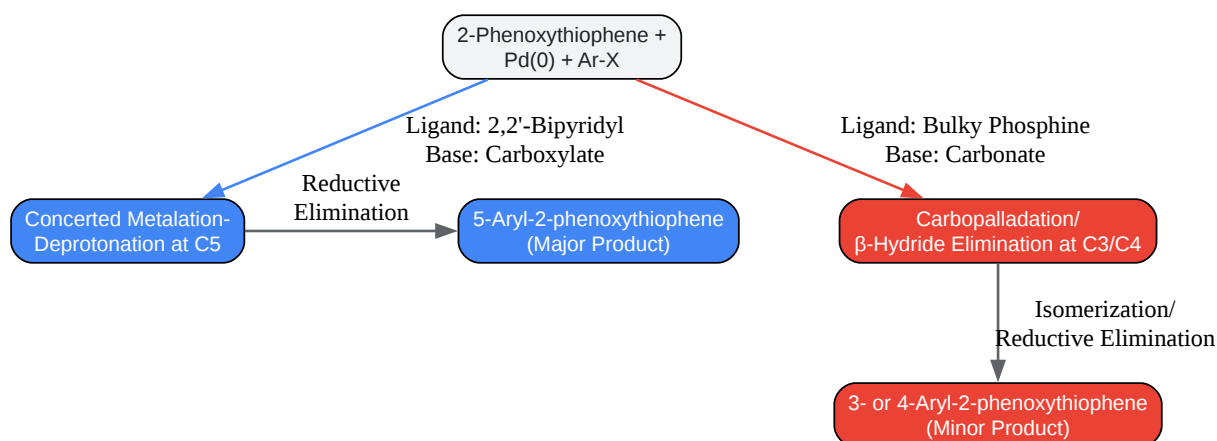 2-Phenoxythiophene +
Pd(0) + Ar-X
Ligand: 2,2'-Bipyridyl
Base: Carboxylate
Ligand: Bulky Phosphine
Base: Carbonate
Concerted Metalation-
Deprotonation at C5
Reductive
Elimination
5-Aryl-2-phenoxythiophene
(Major Product)
Carbopalladation/
β-Hydride Elimination at C3/C4
Isomerization/
Reductive Elimination
3- or 4-Aryl-2-phenoxythiophene
(Minor Product)